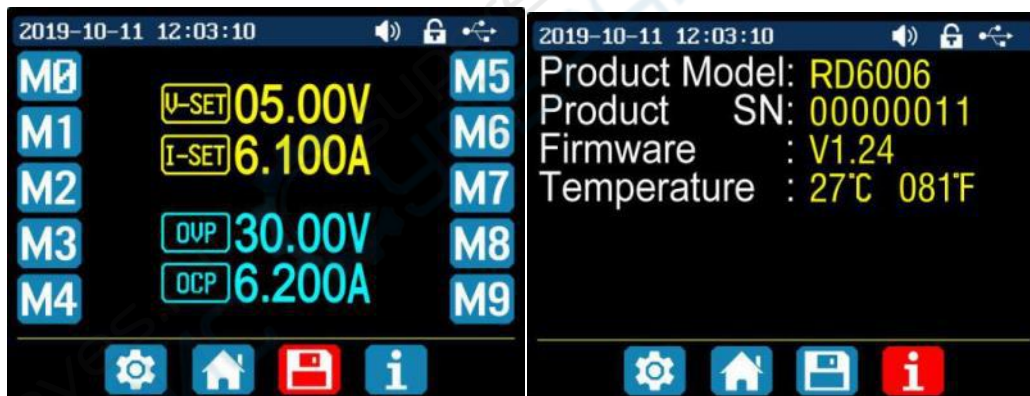 2019-10-11 12:03:10
M0 M5
V-SET 05.00V
M1 M6
I-SET 6.100A
M2 M7
OVP 30.00V
M3 M8
OCP 6.200A
M4 M9
i
2019-10-11 12:03:10
Product Model: RD6006
Product SN: 00000011
Firmware : V1.24
Temperature : 27°C 081°F
i